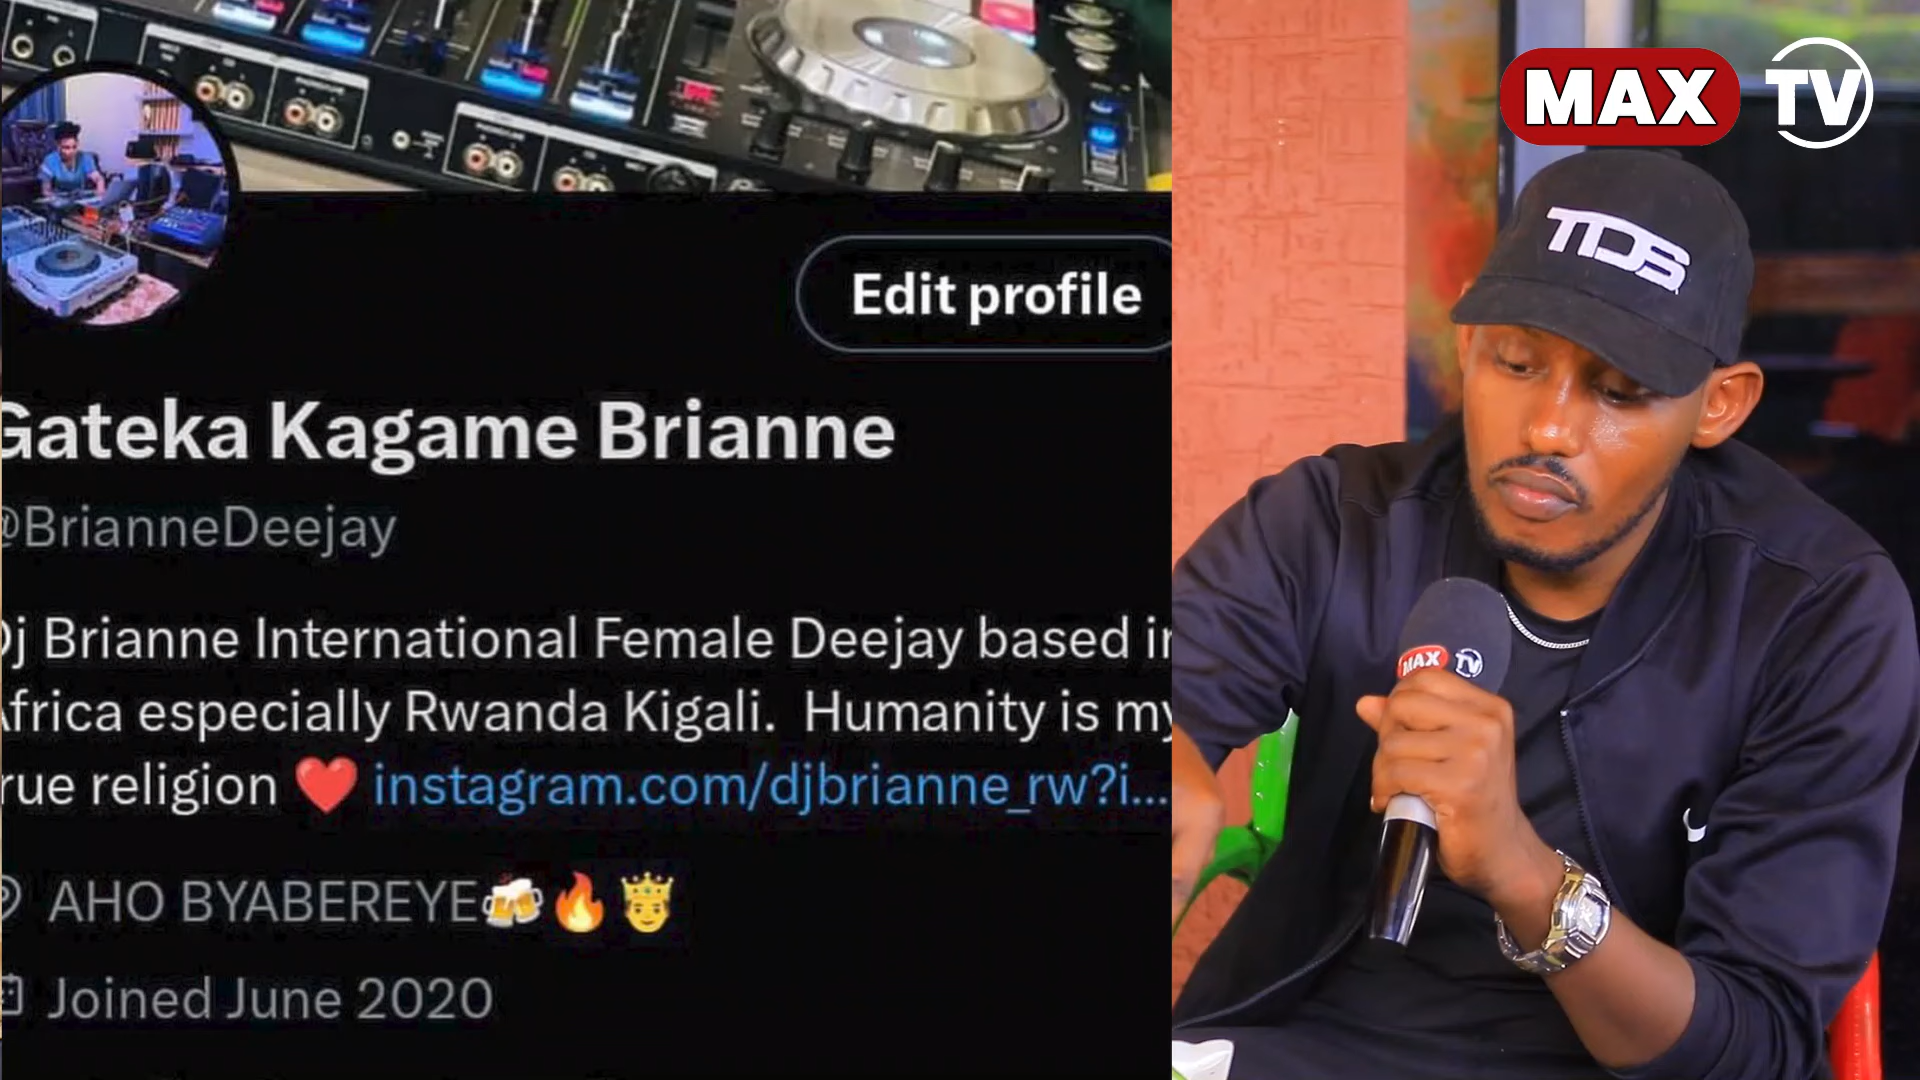 MAX TV
TDS
MAX TV
Edit profile
Gateka Kagame Brianne
@BrianneDeejay
Dj Brianne International Female Deejay based in
Africa especially Rwanda Kigali. Humanity is my
true religion ❤️ instagram.com/djbrianne_rw?i...
AHO BYABEREYE🍻🔥🤴
Joined June 2020